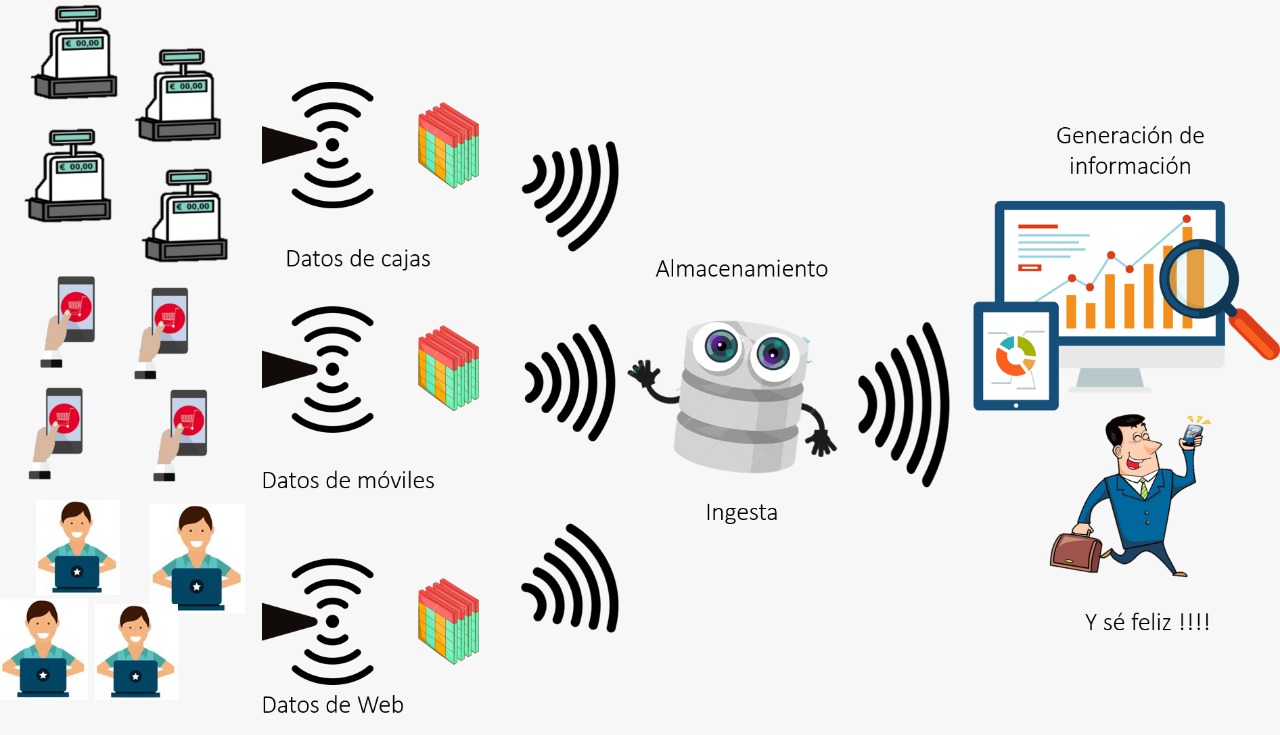 € 00,00
€ 00,00
€ 00,00
€ 00,00
Datos de cajas
Datos de móviles
Datos de Web
Almacenamiento
Ingesta
Generación de
información
Y sé feliz !!!!